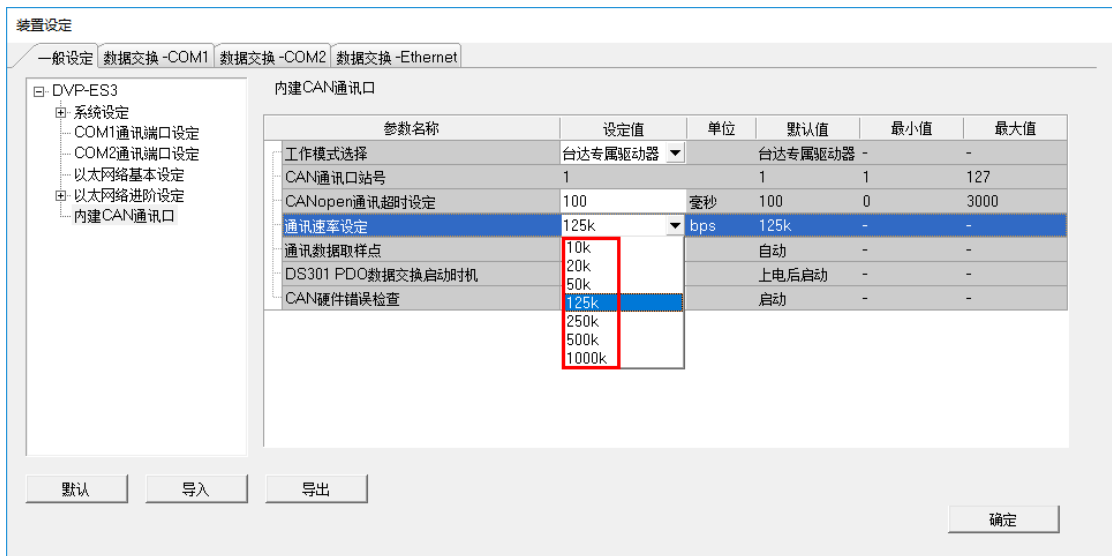 装置设定
一般设定 数据交换 -COM1 数据交换 -COM2 数据交换 -Ethernet
DVP-ES3
系统设定
COM1通讯端口设定
COM2通讯端口设定
以太网络基本设定
以太网络进阶设定
内建CAN通讯口
内建CAN通讯口
参数名称 设定值 单位 默认值 最小值 最大值
工作模式选择 台达专属驱动器 台达专属驱动器 - -
CAN通讯口站号 1 1 1 127
CANopen通讯超时设定 100 毫秒 100 0 3000
通讯速率设定 125k bps 125k - -
通讯数据取样点 自动 - -
DS301 PDO数据交换启动时机 上电后启动 - -
CAN硬件错误检查 启动 - -
10k
20k
50k
125k
250k
500k
1000k
默认 导入 导出
确定